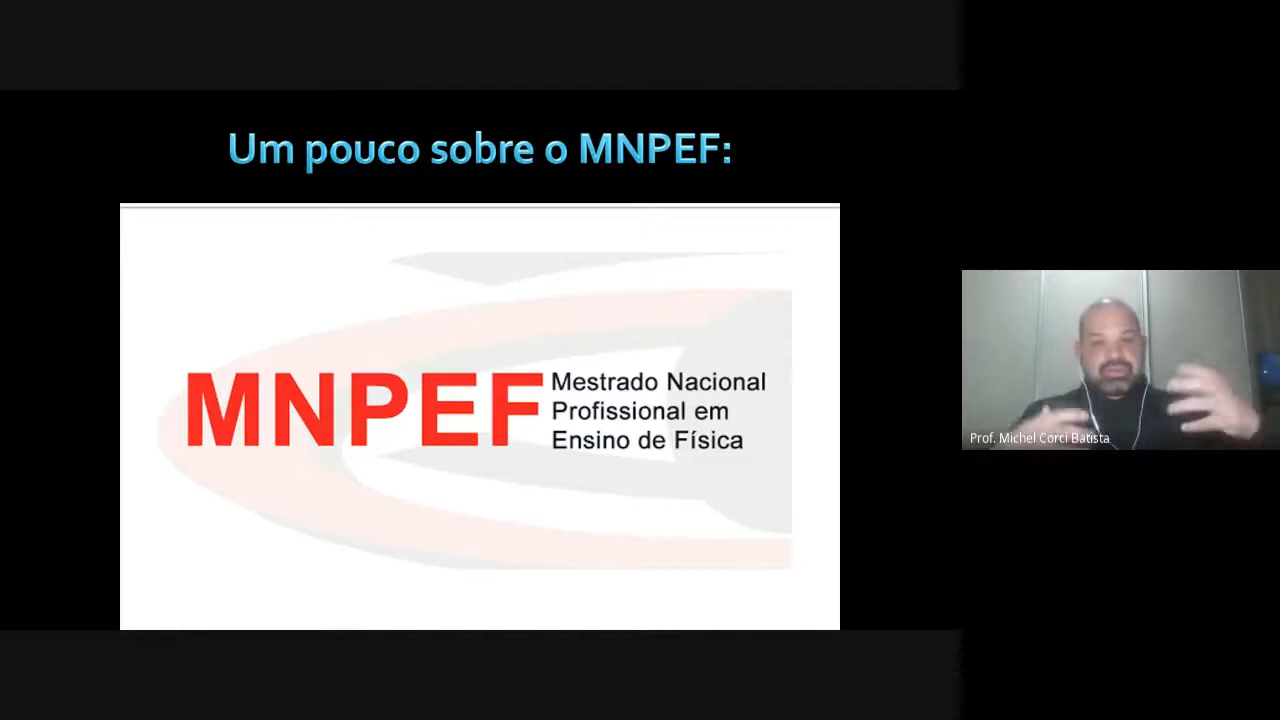 Um pouco sobre o MNPEF:
MNPEF
Mestrado Nacional
Profissional em
Ensino de Física
Prof. Michel Corci Batista